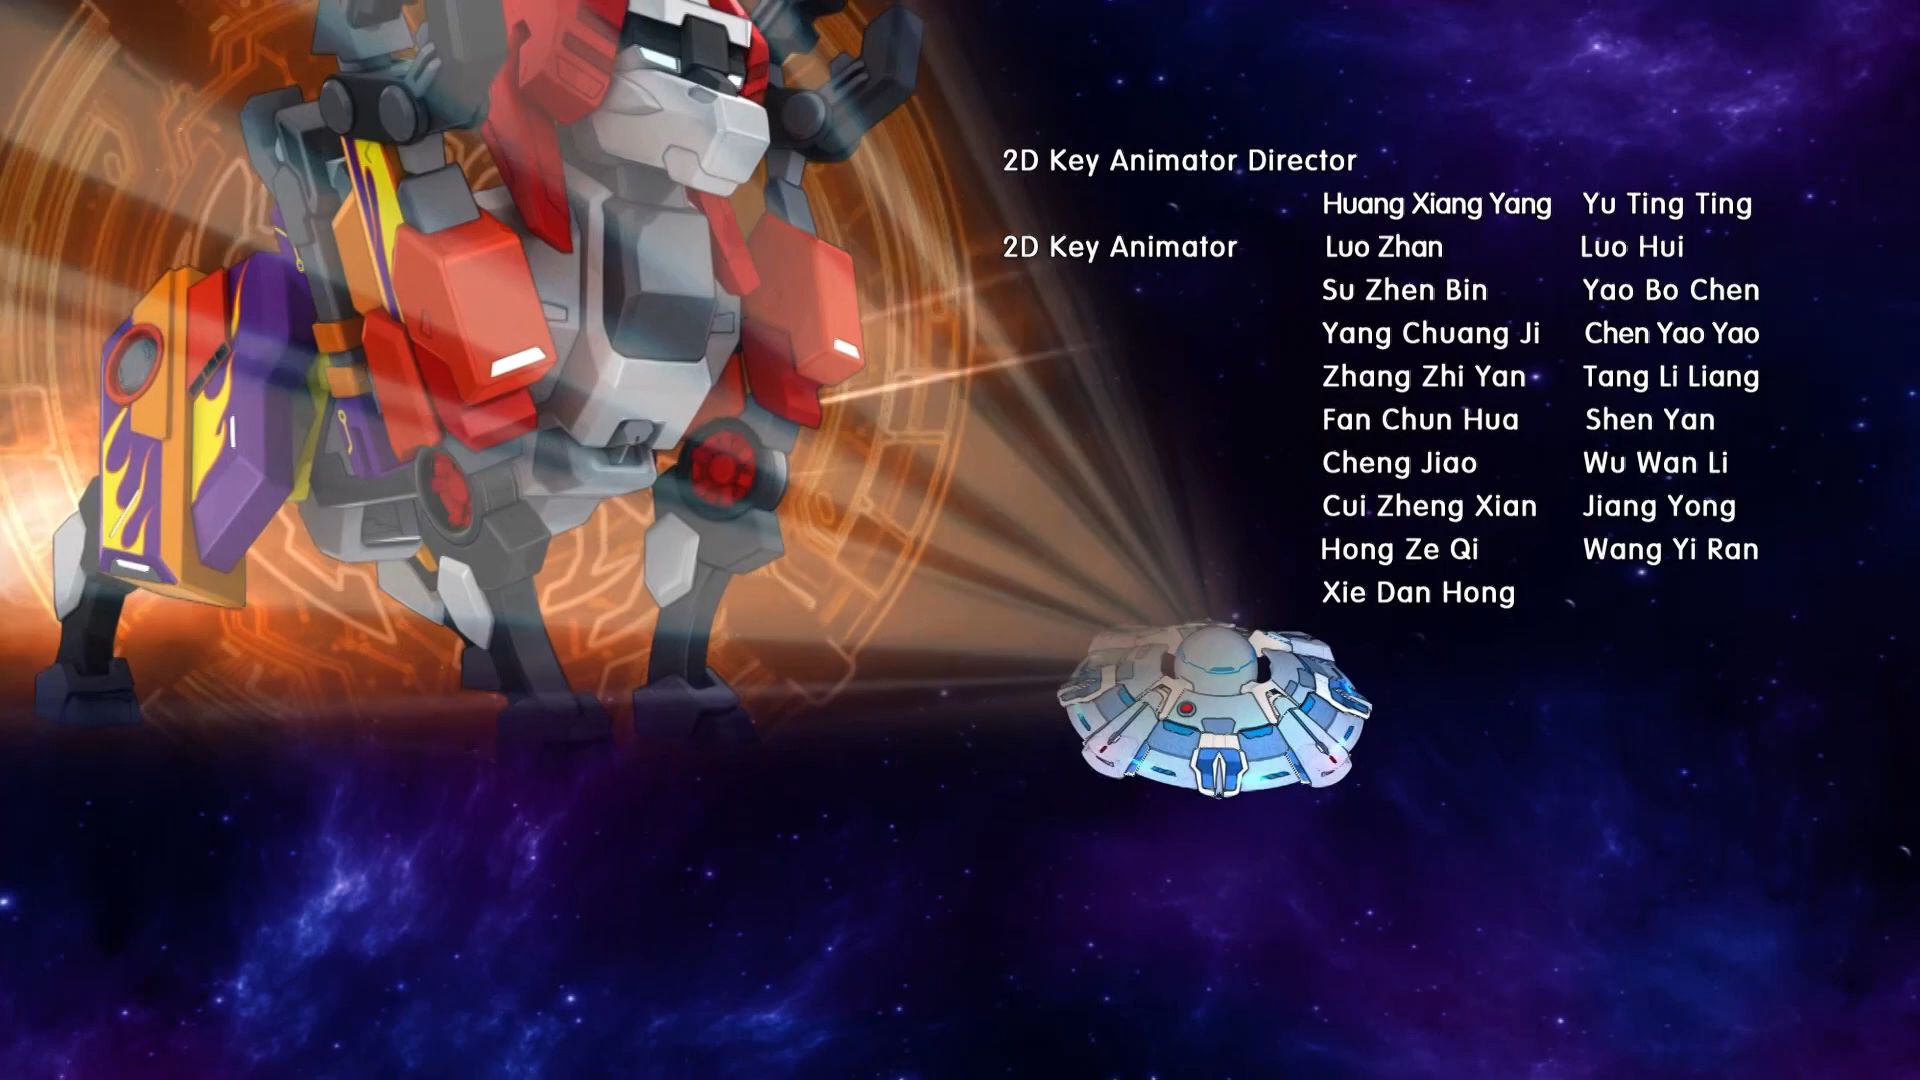 2D Key Animator Director
Huang Xiang Yang Yu Ting Ting
2D Key Animator Luo Zhan Luo Hui
Su Zhen Bin Yao Bo Chen
Yang Chuang Ji Chen Yao Yao
Zhang Zhi Yan Tang Li Liang
Fan Chun Hua Shen Yan
Cheng Jiao Wu Wan Li
Cui Zheng Xian Jiang Yong
Hong Ze Qi Wang Yi Ran
Xie Dan Hong